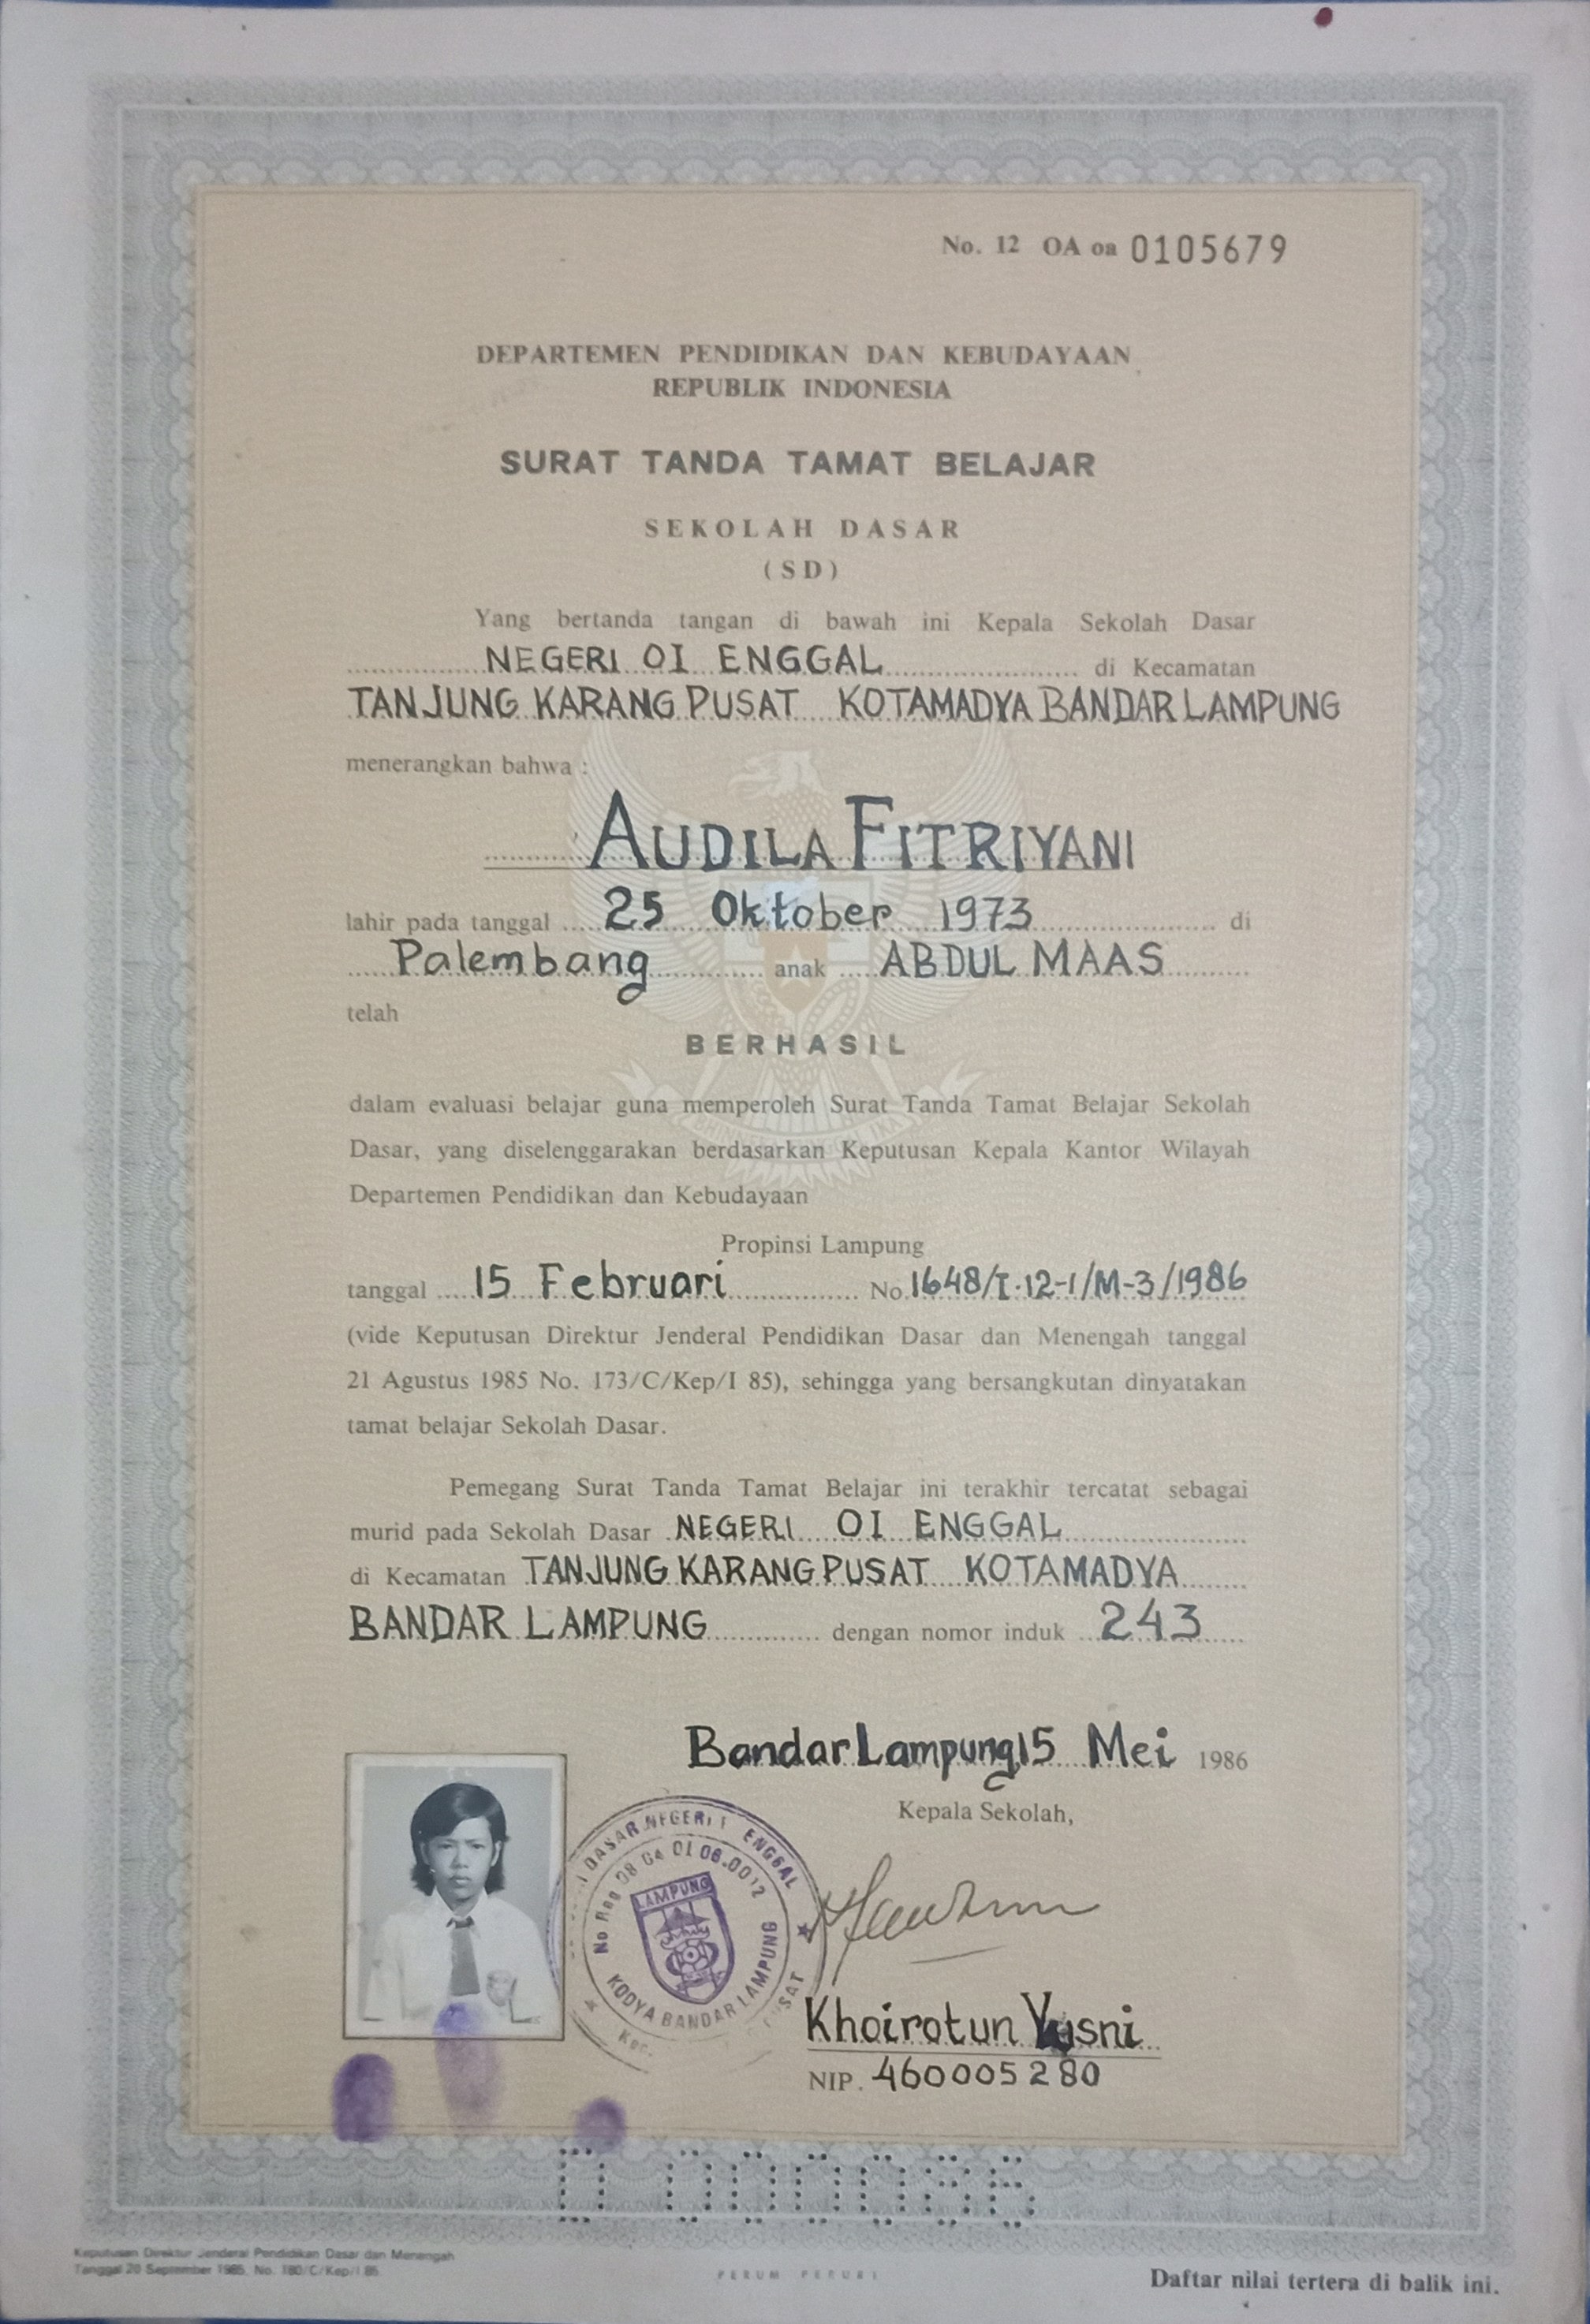 No. 12 OA oa 0105679
DEPARTEMEN PENDIDIKAN DAN KEBUDAYAAN
REPUBLIK INDONESIA
SURAT TANDA TAMAT BELAJAR
SEKOLAH DASAR
(SD)
Yang bertanda tangan di bawah ini Kepala Sekolah Dasar
NEGERI OI ENGGAL di Kecamatan
TANJUNG KARANG PUSAT KOTAMADYA BANDAR LAMPUNG
menerangkan bahwa :
AUDILA FITRIYANI
lahir pada tanggal 25 Oktober 1973 di
Palembang anak ABDUL MAAS
telah
BERHASIL
dalam evaluasi belajar guna memperoleh Surat Tanda Tamat Belajar Sekolah
Dasar, yang diselenggarakan berdasarkan Keputusan Kepala Kantor Wilayah
Departemen Pendidikan dan Kebudayaan
Propinsi Lampung
tanggal 15 Februari No. 1648/I.12-1/M-3/1986
(vide Keputusan Direktur Jenderal Pendidikan Dasar dan Menengah tanggal
21 Agustus 1985 No. 173/C/Kep/I 85), sehingga yang bersangkutan dinyatakan
tamat belajar Sekolah Dasar.
Pemegang Surat Tanda Tamat Belajar ini terakhir tercatat sebagai
murid pada Sekolah Dasar NEGERI OI ENGGAL
di Kecamatan TANJUNG KARANG PUSAT KOTAMADYA
BANDAR LAMPUNG dengan nomor induk 243
Bandar Lampung, 15 Mei 1986
Kepala Sekolah,
DASAR NEGERI 1 ENGGAL
No Reg 08 04 01 06.0012
LAMPUNG
KODYA BANDAR LAMPUNG
Kec.
Khoirotun Yusni
NIP. 460005280
Keputusan Direktur Jenderal Pendidikan Dasar dan Menengah
Tanggal 20 September 1985, No. 180/C/Kep/I 85.
PERUM PERURI
Daftar nilai tertera di balik ini.